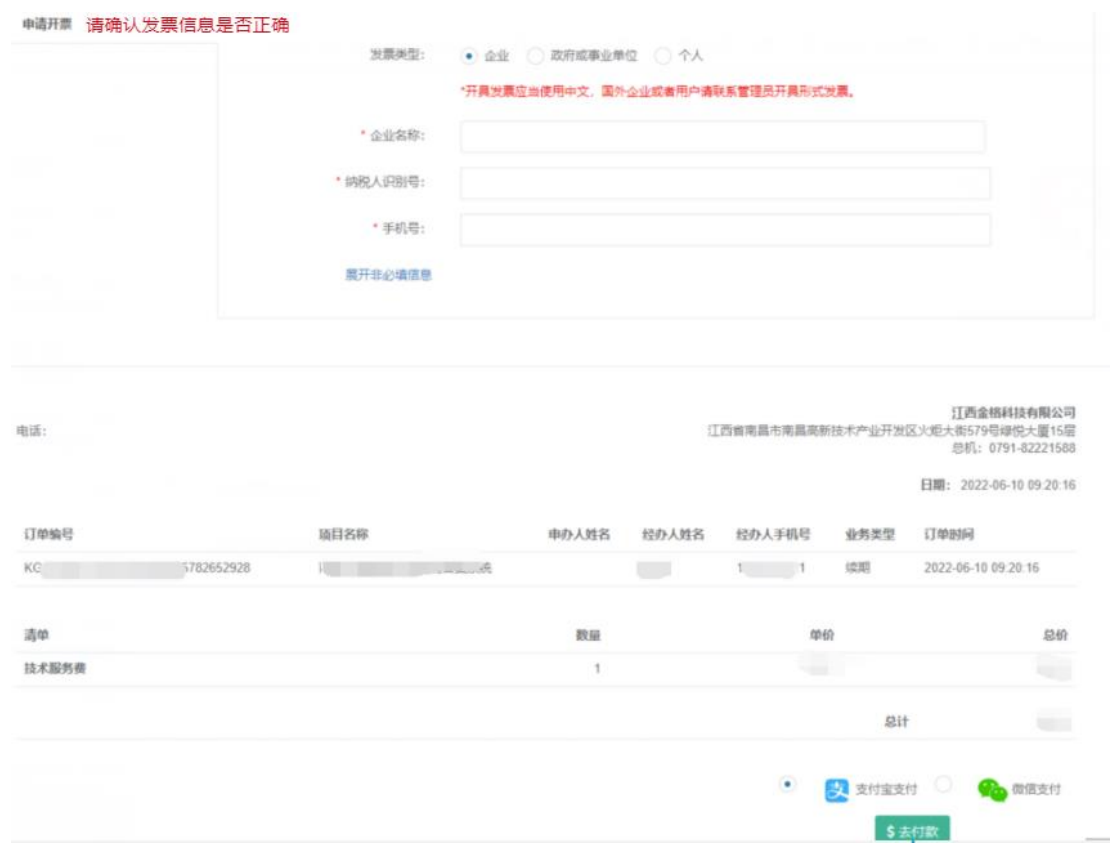 申请开票 请确认发票信息是否正确
发票类型: 企业 政府或事业单位 个人
*开具发票应当使用中文，国外企业或者用户请联系管理员开具形式发票。
* 企业名称:
* 纳税人识别号:
* 手机号:
展开非必填信息
江西金格科技有限公司
电话: 江西省南昌市南昌高新技术产业开发区火炬大街579号绿悦大厦15层
总机: 0791-82221588
日期: 2022-06-10 09:20:16
订单编号 项目名称 申办人姓名 经办人姓名 经办人手机号 业务类型 订单时间
KG 5782652928 统 1 1 续期 2022-06-10 09:20:16
清单 数量 单价 总价
技术服务费 1
总计
支付宝支付 微信支付
$ 去付款